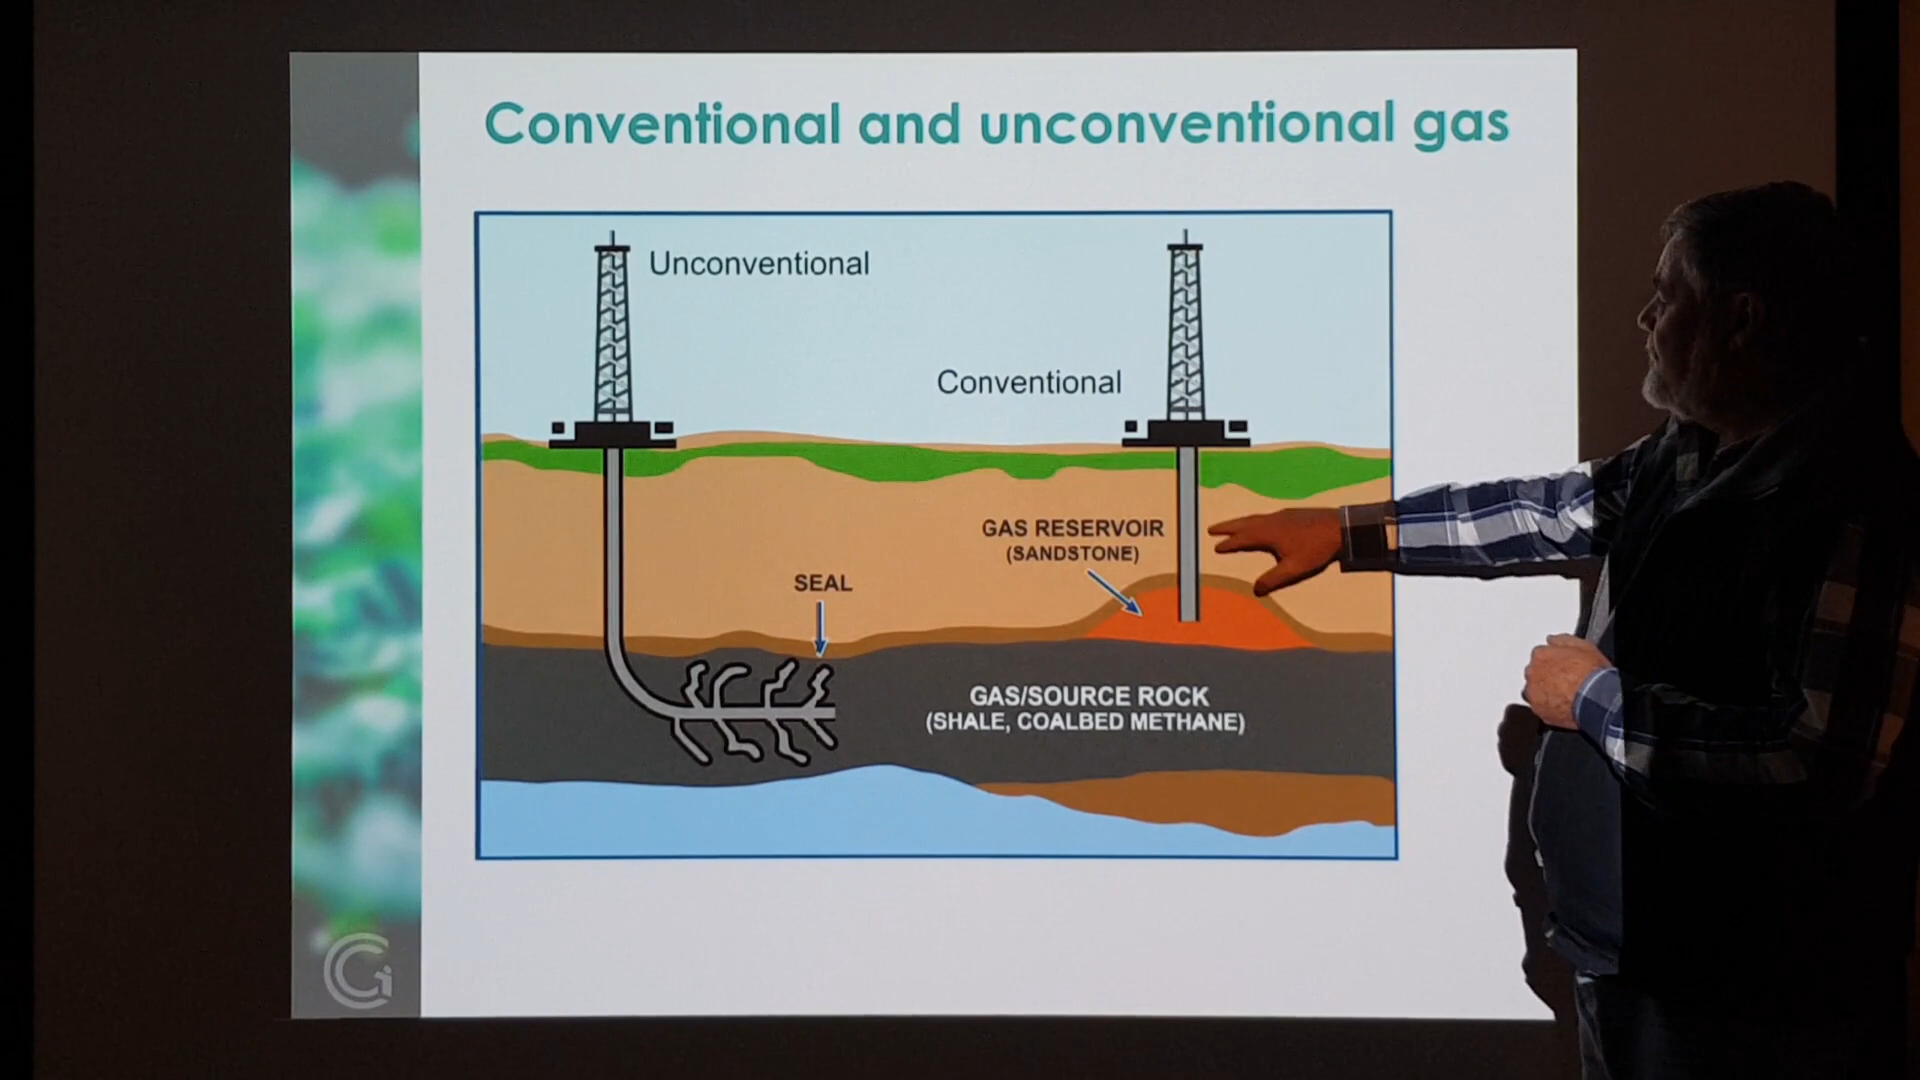 Conventional and unconventional gas
Unconventional
Conventional
GAS RESERVOIR
(SANDSTONE)
SEAL
GAS/SOURCE ROCK
(SHALE, COALBED METHANE)